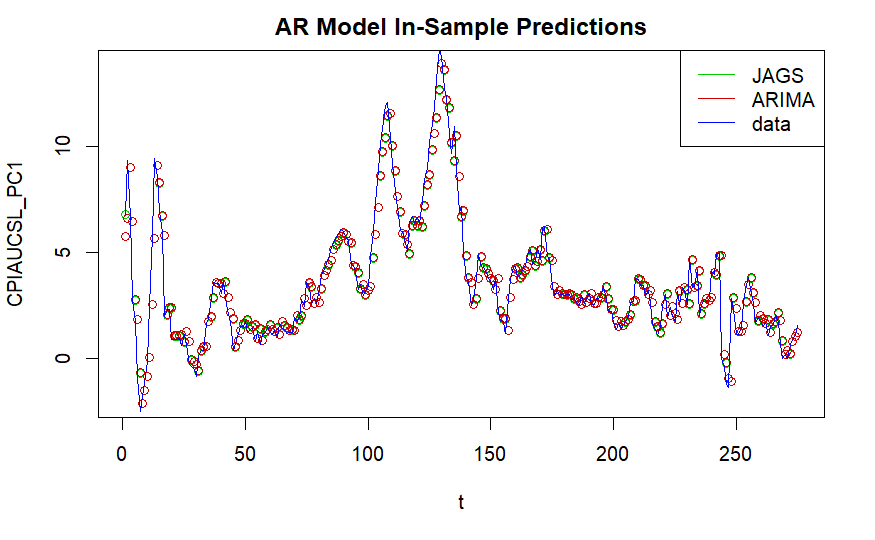 AR Model In-Sample Predictions
JAGS
ARIMA
data
CPIAUCSL_PC1
10
5
0
0 50 100 150 200 250
t